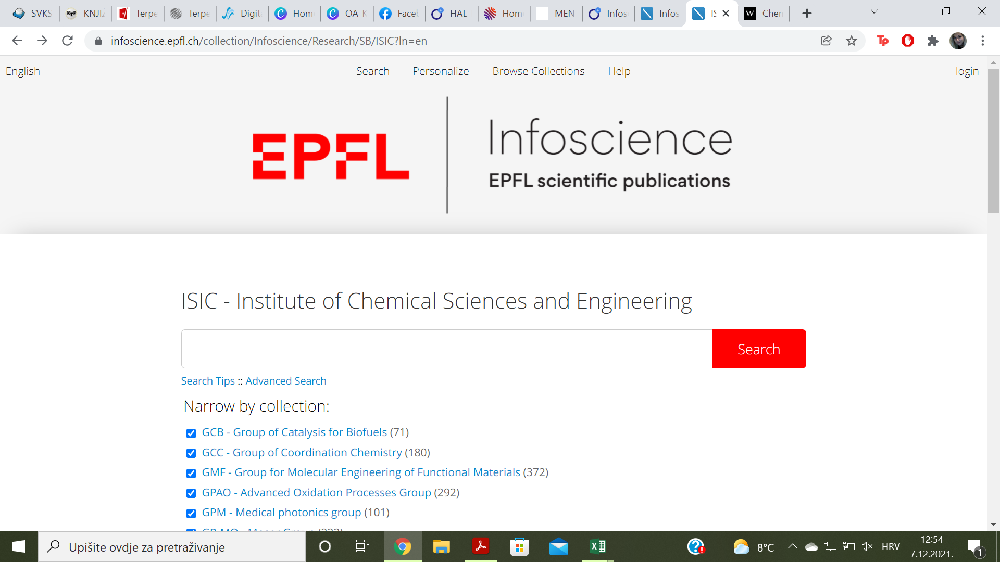 SVKS
KNJIŽ
Terpe
Terpe
Digit
Hom
OA_K
Faceb
HAL-
Hom
MEN
Infos
Infos
IS
Chem
infoscience.epfl.ch/collection/Infoscience/Research/SB/ISIC?ln=en
English Search Personalize Browse Collections Help login
EPFL
Infoscience
EPFL scientific publications
ISIC - Institute of Chemical Sciences and Engineering
Search
Search Tips :: Advanced Search
Narrow by collection:
GCB - Group of Catalysis for Biofuels (71)
GCC - Group of Coordination Chemistry (180)
GMF - Group for Molecular Engineering of Functional Materials (372)
GPAO - Advanced Oxidation Processes Group (292)
GPM - Medical photonics group (101)
Upišite ovdje za pretraživanje
8°C
HRV
12:54
7.12.2021.
1